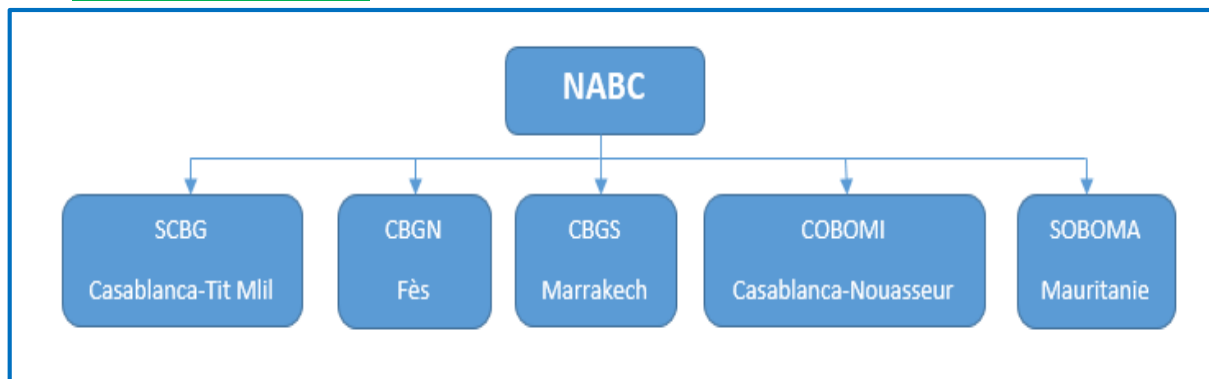 NABC
SCBG
Casablanca-Tit Mlil
CBGN
Fès
CBGS
Marrakech
COBOMI
Casablanca-Nouasseur
SOBOMA
Mauritanie